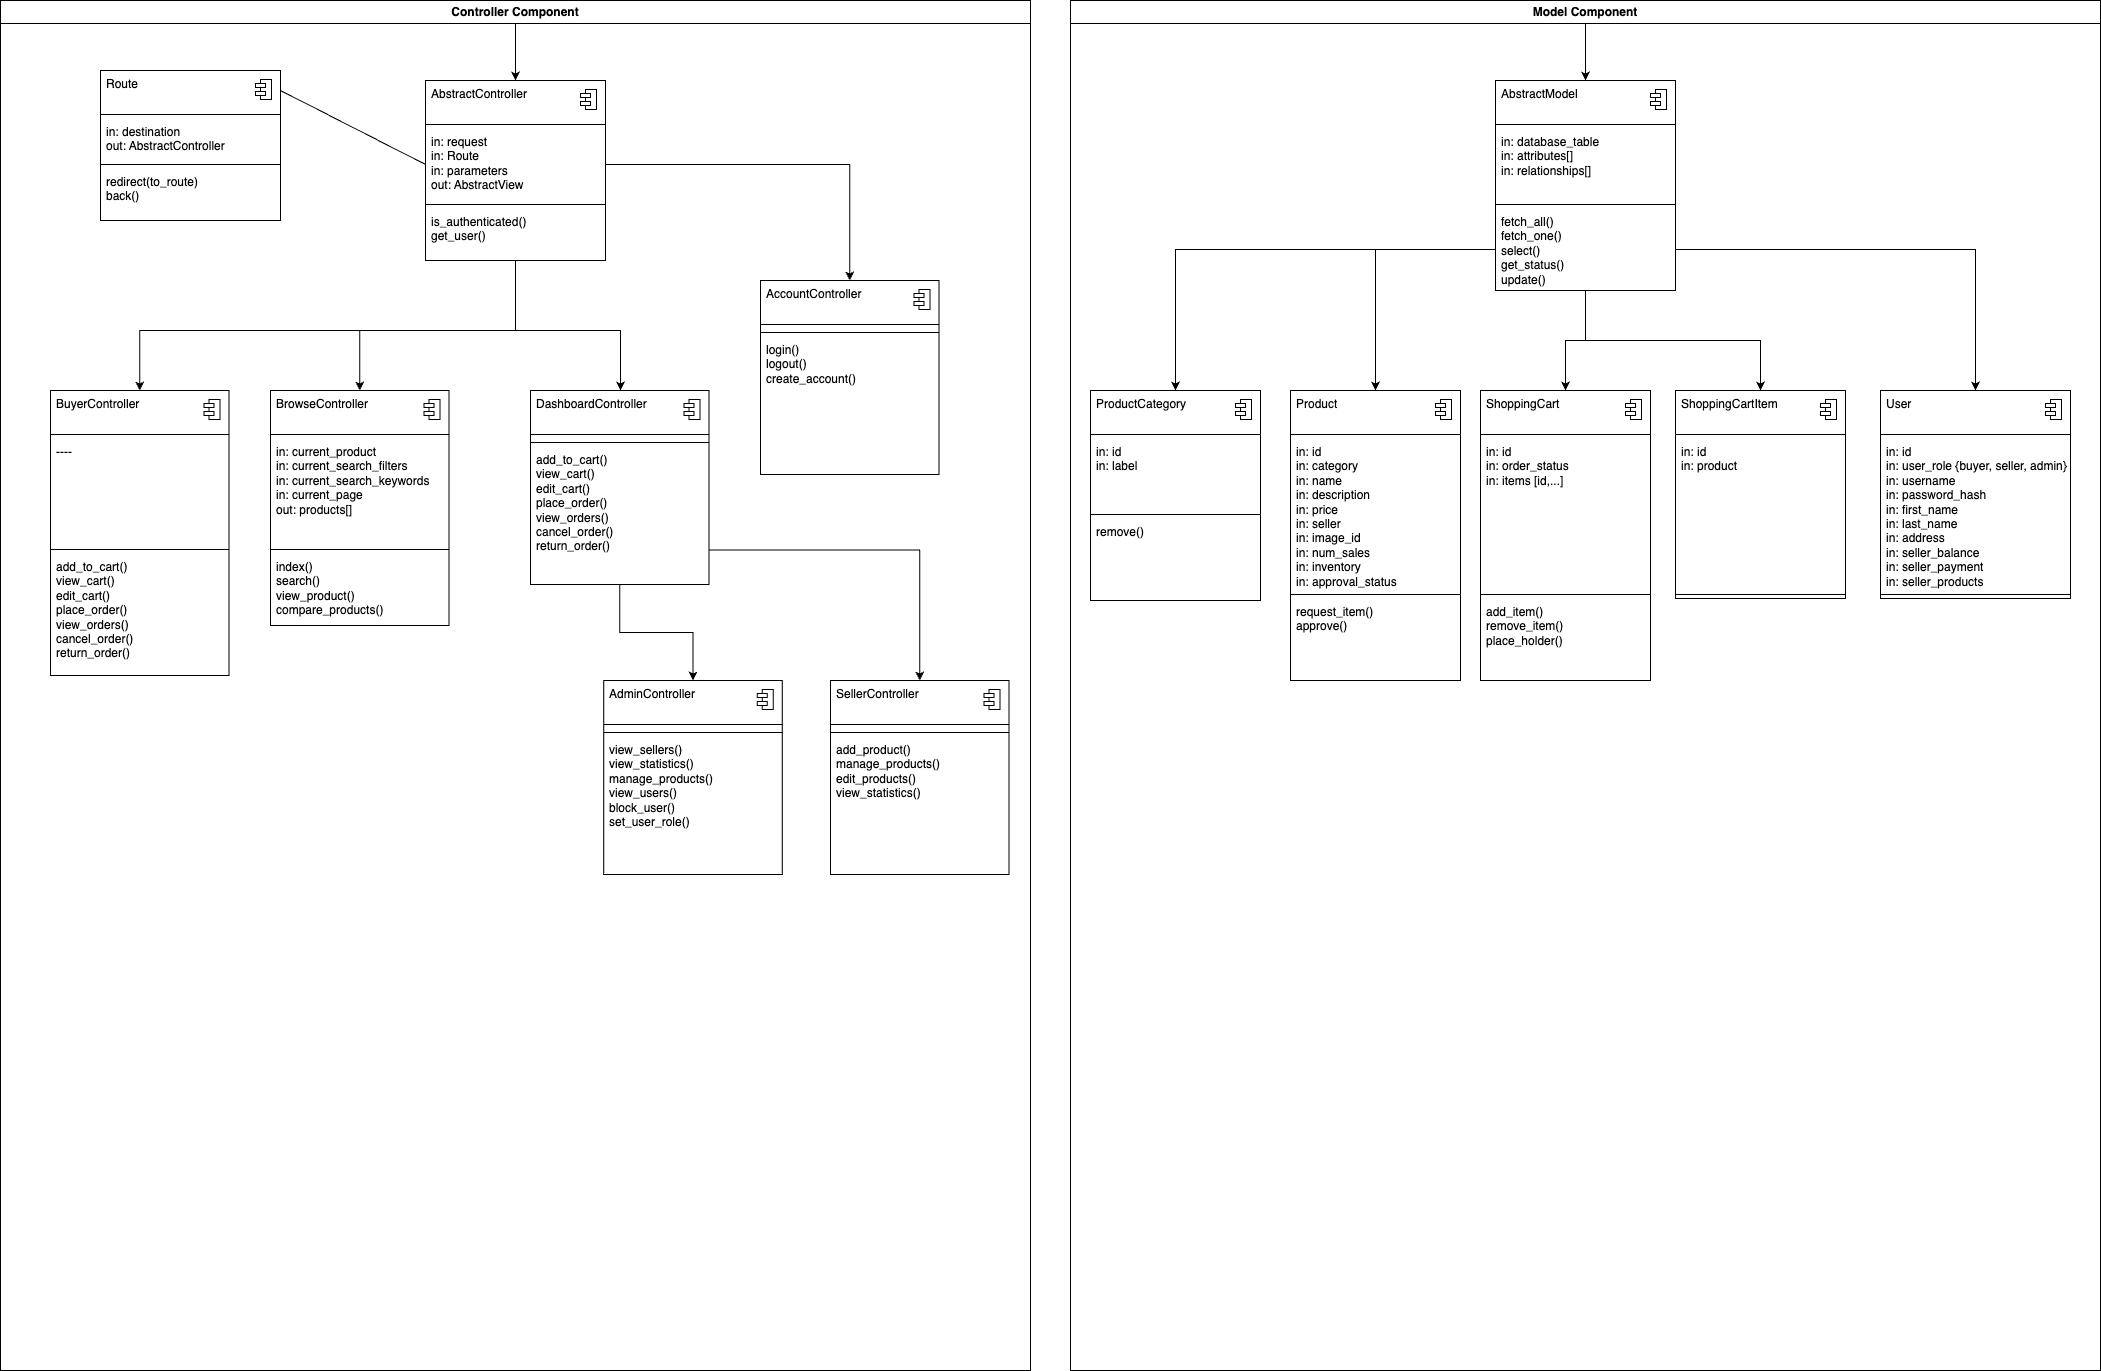 Controller Component
Route
in: destination
out: AbstractController
redirect(to_route)
back()
AbstractController
in: request
in: Route
in: parameters
out: AbstractView
is_authenticated()
get_user()
AccountController
login()
logout()
create_account()
BuyerController
----
add_to_cart()
view_cart()
edit_cart()
place_order()
view_orders()
cancel_order()
return_order()
BrowseController
in: current_product
in: current_search_filters
in: current_search_keywords
in: current_page
out: products[]
index()
search()
view_product()
compare_products()
DashboardController
add_to_cart()
view_cart()
edit_cart()
place_order()
view_orders()
cancel_order()
return_order()
AdminController
view_sellers()
view_statistics()
manage_products()
view_users()
block_user()
set_user_role()
SellerController
add_product()
manage_products()
edit_products()
view_statistics()
Model Component
AbstractModel
in: database_table
in: attributes[]
in: relationships[]
fetch_all()
fetch_one()
select()
get_status()
update()
ProductCategory
in: id
in: label
remove()
Product
in: id
in: category
in: name
in: description
in: price
in: seller
in: image_id
in: num_sales
in: inventory
in: approval_status
request_item()
approve()
ShoppingCart
in: id
in: order_status
in: items [id,...]
add_item()
remove_item()
place_holder()
ShoppingCartItem
in: id
in: product
User
in: id
in: user_role {buyer, seller, admin}
in: username
in: password_hash
in: first_name
in: last_name
in: address
in: seller_balance
in: seller_payment
in: seller_products